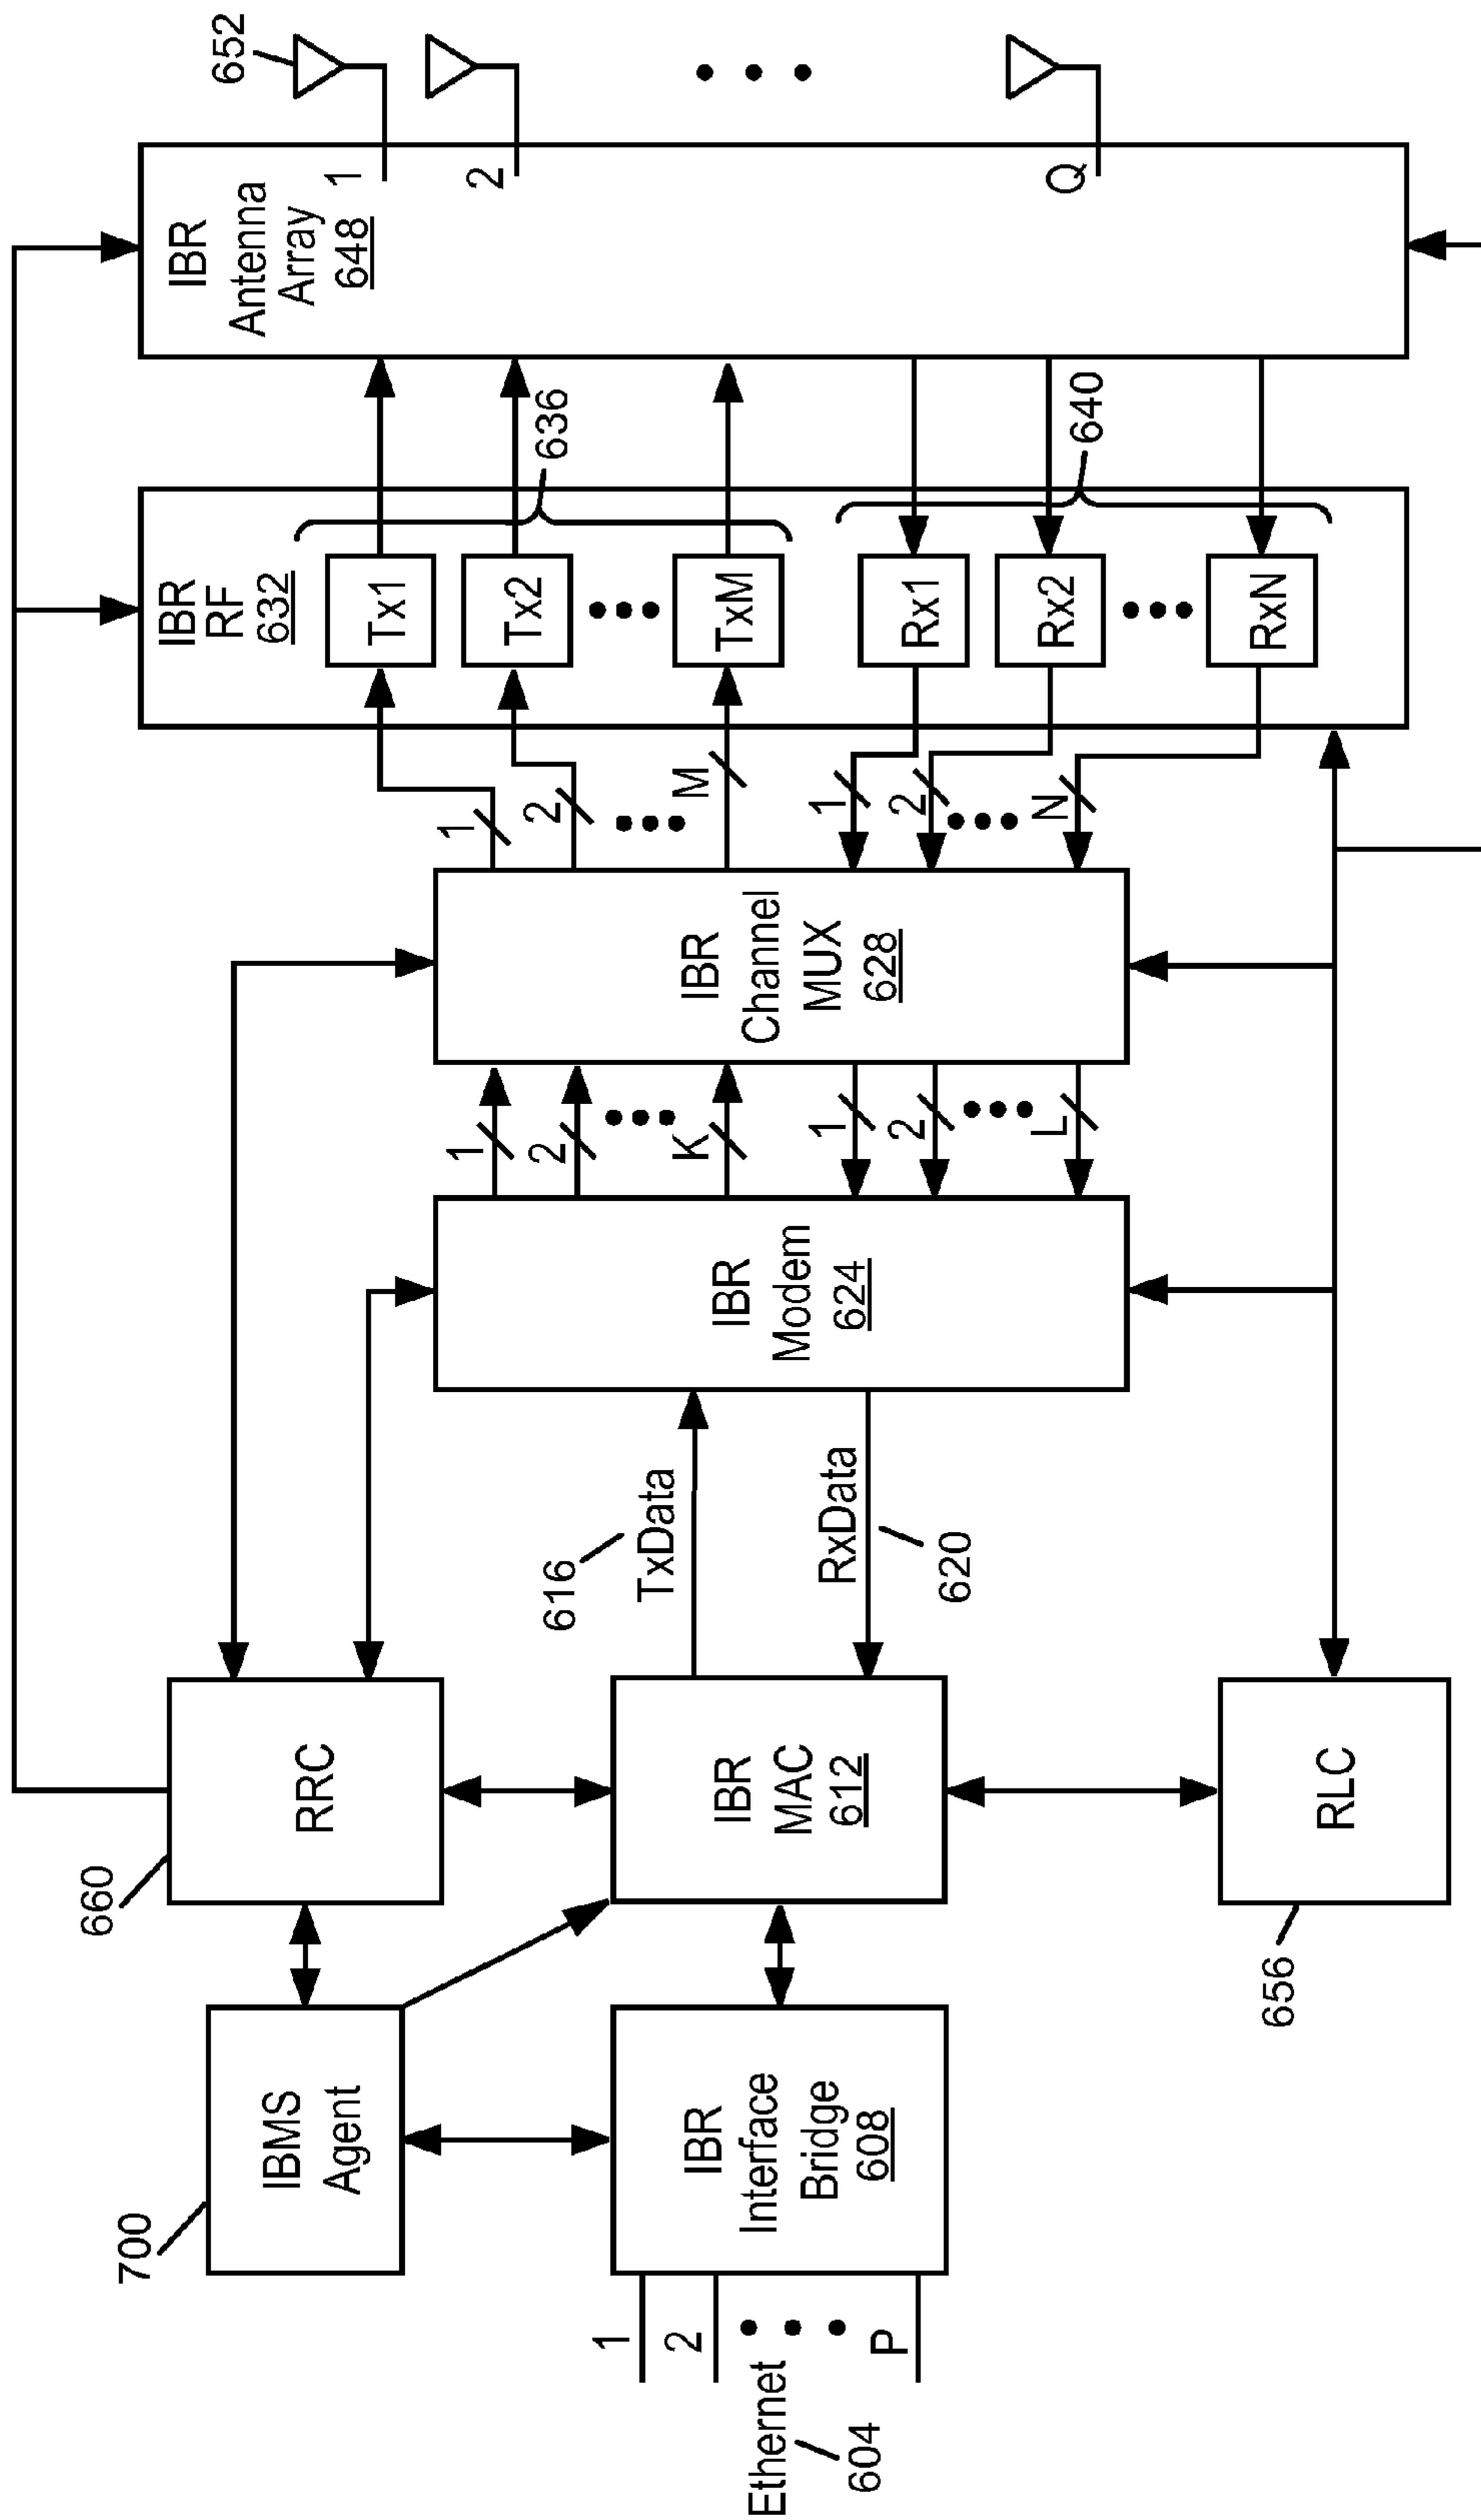 660
700
IBMS
Agent
RRC
Ethernet
604
1
2
P
IBR
Interface
Bridge
608
IBR
MAC
612
656
RLC
616
TxData
RxData
620
IBR
Modem
624
1
2
K
1
2
L
IBR
Channel
MUX
628
1
2
M
1
2
N
IBR
RF
632
Tx1
Tx2
TxM
Rx1
Rx2
RxN
636
640
IBR
Antenna
Array
648
1
2
Q
652